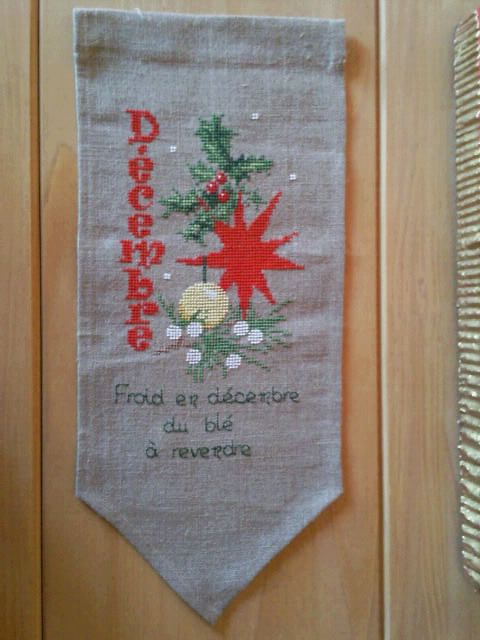 Décembre
Froid en décembre
du blé
à revendre